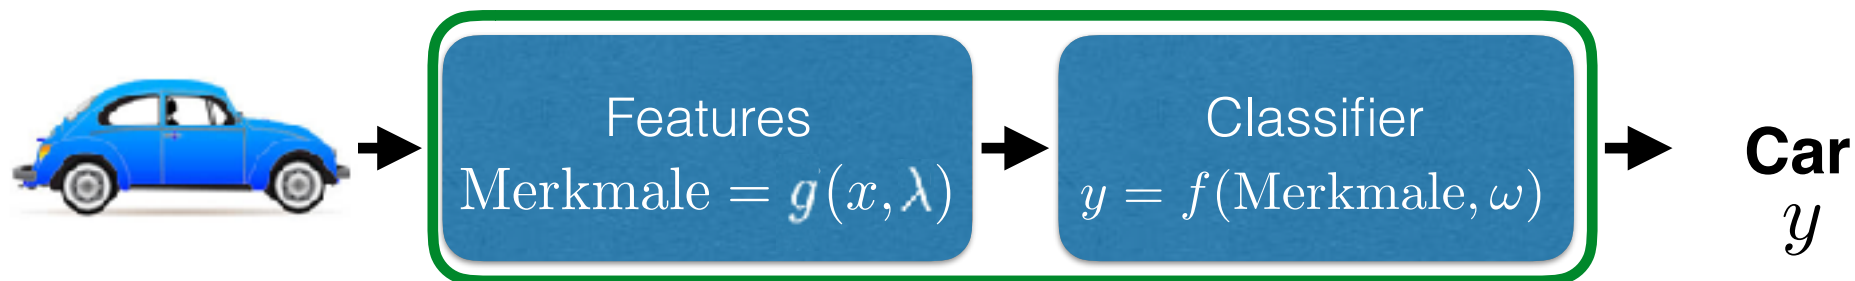 Features
Merkmale = g(x, λ)
Classifier
y = f(Merkmale, ω)
Car
y